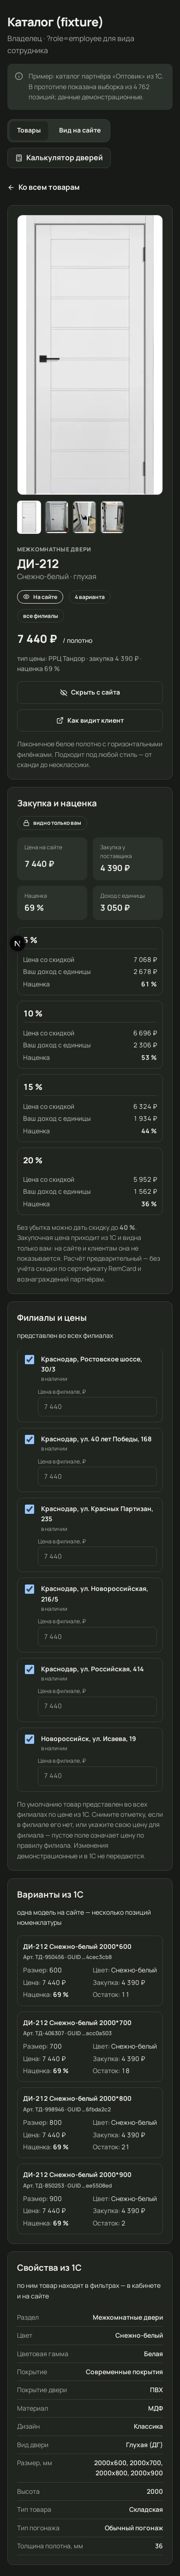 Каталог (fixture)
Владелец · ?role=employee для вида
сотрудника
Пример: каталог партнёра «Оптовик» из 1С.
В прототипе показана выборка из 4 762
позиций; данные демонстрационные.
Товары
Вид на сайте
Калькулятор дверей
Ко всем товарам
МЕЖКОМНАТНЫЕ ДВЕРИ
ДИ-212
Снежно-белый · глухая
На сайте
4 варианта
все филиалы
7 440 ₽ / полотно
тип цены: РРЦ Тандор · закупка 4 390 ₽ ·
наценка 69 %
Скрыть с сайта
Как видит клиент
Лаконичное белое полотно с горизонтальными
филёнками. Подходит под любой стиль — от
сканди до неоклассики.
Закупка и наценка
видно только вам
Цена на сайте
7 440 ₽
Закупка у
поставщика
4 390 ₽
Наценка
69 %
Доход с единицы
3 050 ₽
N
5 %
Цена со скидкой 7 068 ₽
Ваш доход с единицы 2 678 ₽
Наценка 61 %
10 %
Цена со скидкой 6 696 ₽
Ваш доход с единицы 2 306 ₽
Наценка 53 %
15 %
Цена со скидкой 6 324 ₽
Ваш доход с единицы 1 934 ₽
Наценка 44 %
20 %
Цена со скидкой 5 952 ₽
Ваш доход с единицы 1 562 ₽
Наценка 36 %
Без убытка можно дать скидку до 40 %.
Закупочная цена приходит из 1С и видна
только вам: на сайте и клиентам она не
показывается. Расчёт предварительный — без
учёта скидки по сертификату RemCard и
вознаграждений партнёрам.
Филиалы и цены
представлен во всех филиалах
Краснодар, Ростовское шоссе,
30/3
в наличии
Цена в филиале, ₽
7 440
Краснодар, ул. 40 лет Победы, 168
в наличии
Цена в филиале, ₽
7 440
Краснодар, ул. Красных Партизан,
235
в наличии
Цена в филиале, ₽
7 440
Краснодар, ул. Новороссийская,
216/5
в наличии
Цена в филиале, ₽
7 440
Краснодар, ул. Российская, 414
в наличии
Цена в филиале, ₽
7 440
Новороссийск, ул. Исаева, 19
в наличии
Цена в филиале, ₽
7 440
По умолчанию товар представлен во всех
филиалах по цене из 1С. Снимите отметку, если
в филиале его нет, или укажите свою цену для
филиала — пустое поле означает цену по
правилу филиала. Изменения
демонстрационные и в 1С не передаются.
Варианты из 1С
одна модель на сайте — несколько позиций
номенклатуры
ДИ-212 Снежно-белый 2000*600
Арт. ТД-950456 · GUID …4cec3cb8
Размер: 600 Цвет: Снежно-белый
Цена: 7 440 ₽ Закупка: 4 390 ₽
Наценка: 69 % Остаток: 11
ДИ-212 Снежно-белый 2000*700
Арт. ТД-406307 · GUID …acc0a503
Размер: 700 Цвет: Снежно-белый
Цена: 7 440 ₽ Закупка: 4 390 ₽
Наценка: 69 % Остаток: 18
ДИ-212 Снежно-белый 2000*800
Арт. ТД-998946 · GUID …6fbda2c2
Размер: 800 Цвет: Снежно-белый
Цена: 7 440 ₽ Закупка: 4 390 ₽
Наценка: 69 % Остаток: 21
ДИ-212 Снежно-белый 2000*900
Арт. ТД-850253 · GUID …ee5508ed
Размер: 900 Цвет: Снежно-белый
Цена: 7 440 ₽ Закупка: 4 390 ₽
Наценка: 69 % Остаток: 2
Свойства из 1С
по ним товар находят в фильтрах — в кабинете
и на сайте
Раздел Межкомнатные двери
Цвет Снежно-белый
Цветовая гамма Белая
Покрытие Современные покрытия
Покрытие двери ПВХ
Материал МДФ
Дизайн Классика
Вид двери Глухая (ДГ)
Размер, мм 2000х600, 2000х700,
2000х800, 2000х900
Высота 2000
Тип товара Складская
Тип погонажа Обычный погонаж
Толщина полотна, мм 36